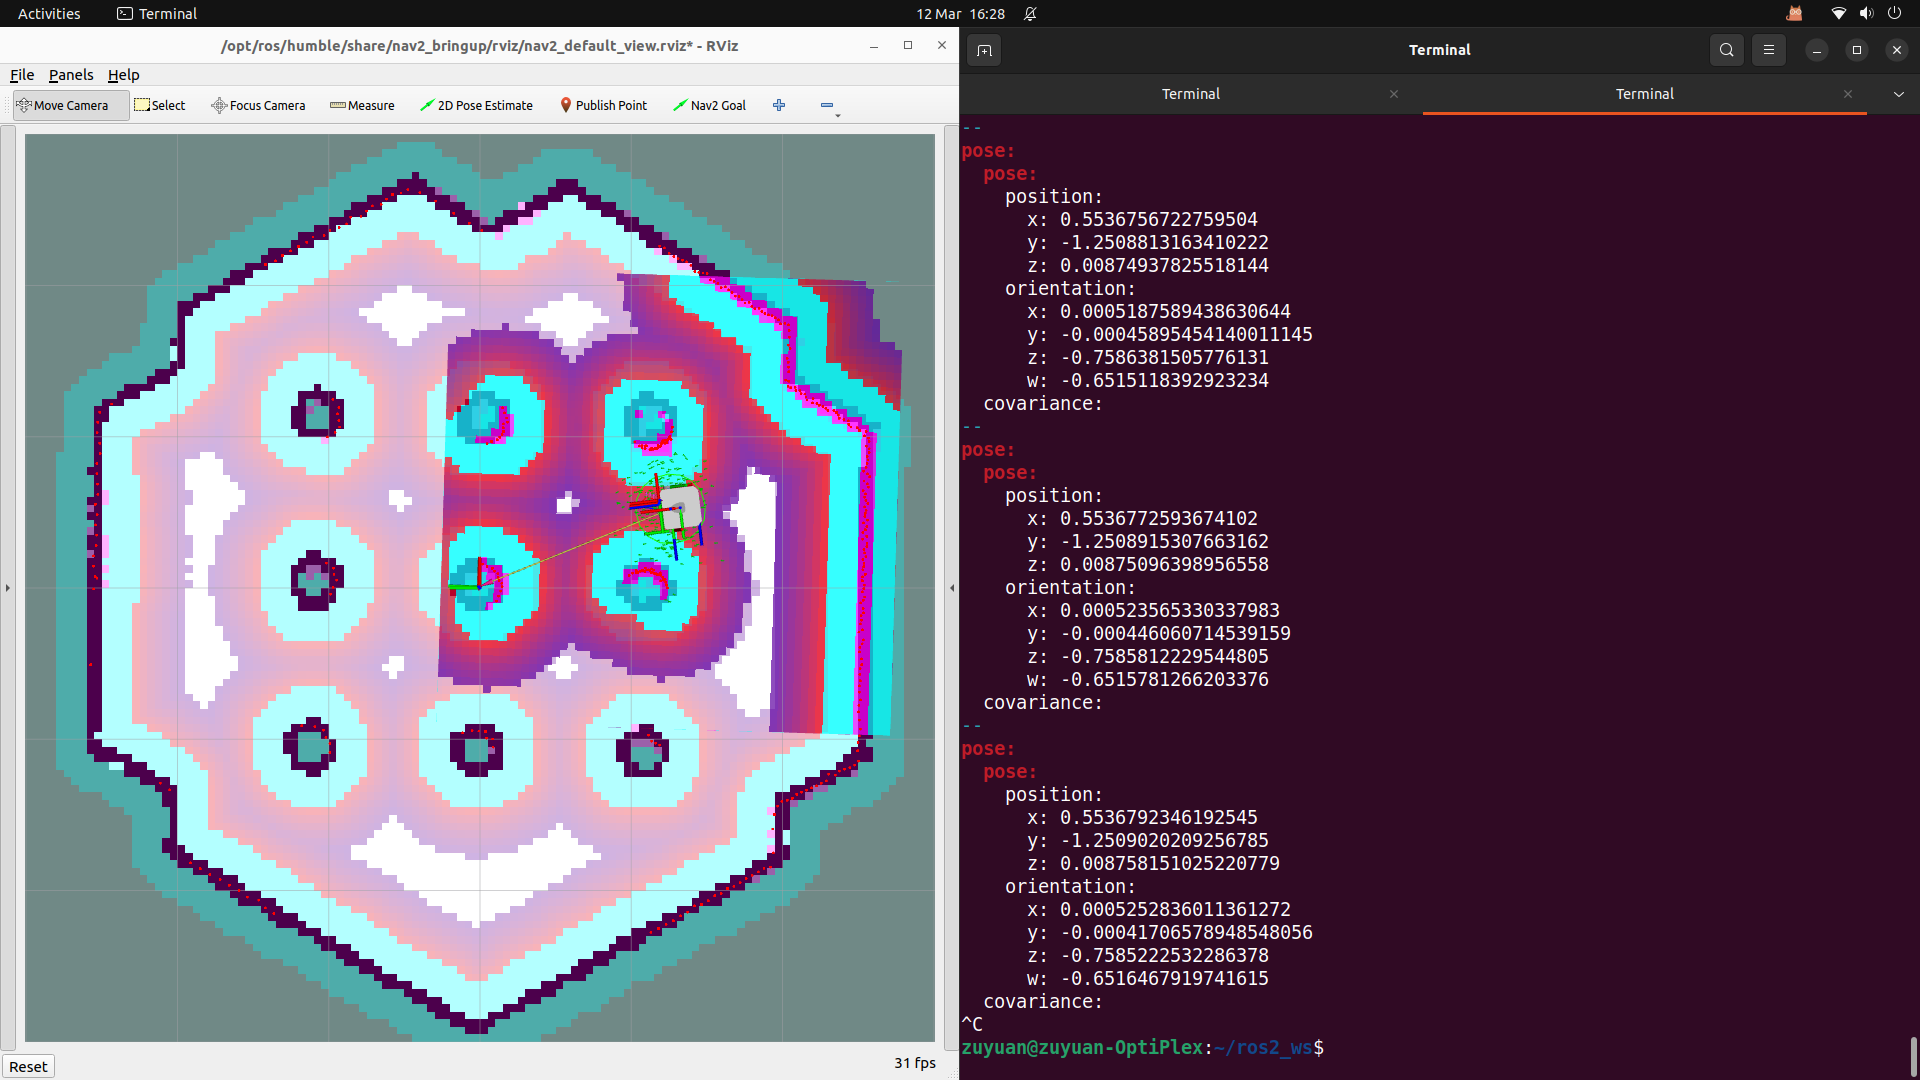 Activities
Terminal
12 Mar 16:28
/opt/ros/humble/share/nav2_bringup/rviz/nav2_default_view.rviz* - RViz
File Panels Help
Move Camera Select Focus Camera Measure 2D Pose Estimate Publish Point Nav2 Goal
Reset
31 fps
Terminal
Terminal
Terminal
--
pose:
  pose:
    position:
      x: 0.5536756722759504
      y: -1.2508813163410222
      z: 0.00874937825518144
    orientation:
      x: 0.0005187589438630644
      y: -0.00045895454140011145
      z: -0.7586381505776131
      w: -0.6515118392923234
  covariance:
--
pose:
  pose:
    position:
      x: 0.5536772593674102
      y: -1.2508915307663162
      z: 0.00875096398956558
    orientation:
      x: 0.000523565330337983
      y: -0.000446060714539159
      z: -0.7585812229544805
      w: -0.6515781266203376
  covariance:
--
pose:
  pose:
    position:
      x: 0.5536792346192545
      y: -1.2509020209256785
      z: 0.008758151025220779
    orientation:
      x: 0.0005252836011361272
      y: -0.00041706578948548056
      z: -0.7585222532286378
      w: -0.6516467919741615
  covariance:
^C
zuyuan@zuyuan-OptiPlex:~/ros2_ws$